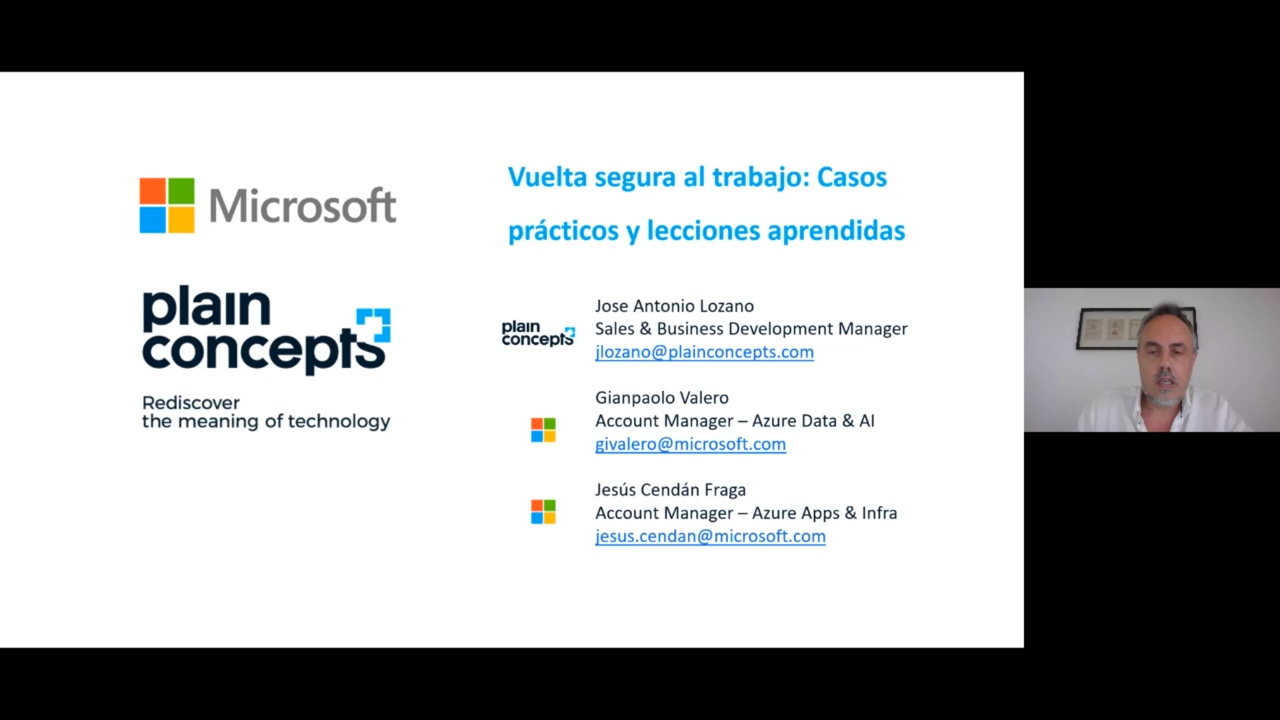 Microsoft
plain
concepts
Rediscover
the meaning of technology
Vuelta segura al trabajo: Casos
prácticos y lecciones aprendidas
plain
concepts
Jose Antonio Lozano
Sales & Business Development Manager
jlozano@plainconcepts.com
Gianpaolo Valero
Account Manager – Azure Data & AI
givalero@microsoft.com
Jesús Cendán Fraga
Account Manager – Azure Apps & Infra
jesus.cendan@microsoft.com